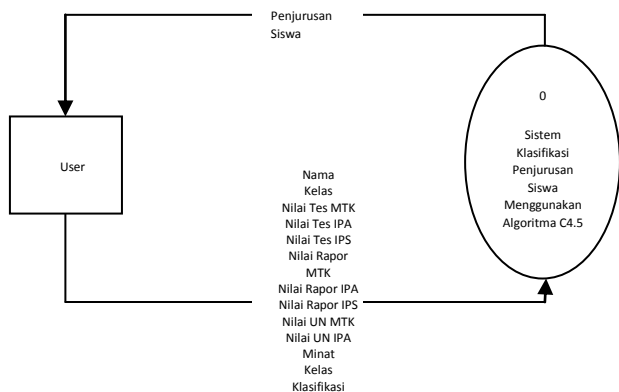 Penjurusan
Siswa
User
0
Sistem
Klasifikasi
Penjurusan
Siswa
Menggunakan
Algoritma C4.5
Nama
Kelas
Nilai Tes MTK
Nilai Tes IPA
Nilai Tes IPS
Nilai Rapor
MTK
Nilai Rapor IPA
Nilai Rapor IPS
Nilai UN MTK
Nilai UN IPA
Minat
Kelas
Klasifikasi